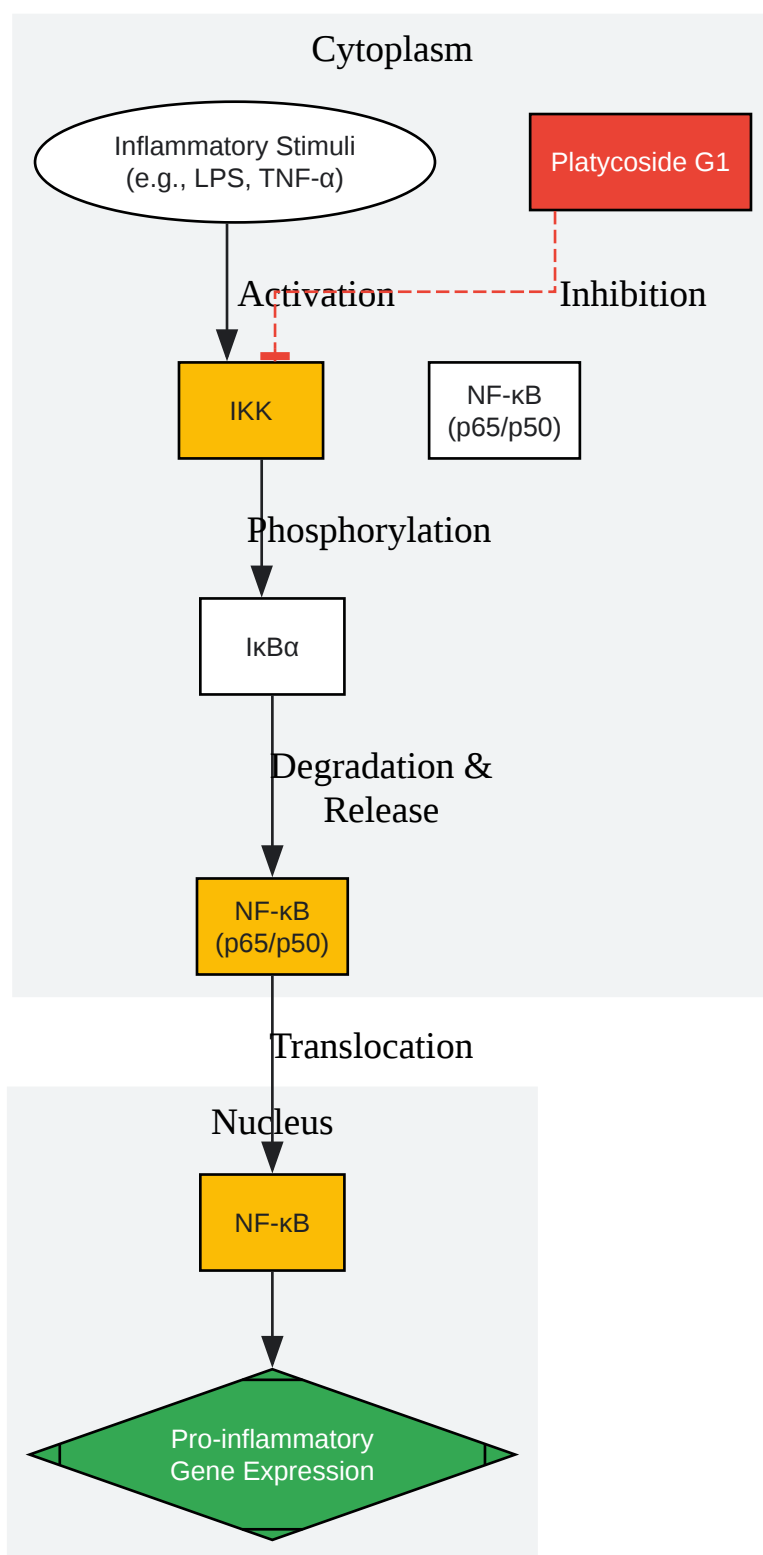 Cytoplasm
Inflammatory Stimuli
(e.g., LPS, TNF-α)
Platycoside G1
Activation
Inhibition
IKK
NF-κB
(p65/p50)
Phosphorylation
IκBα
Degradation &
Release
NF-κB
(p65/p50)
Translocation
Nucleus
NF-κB
Pro-inflammatory
Gene Expression